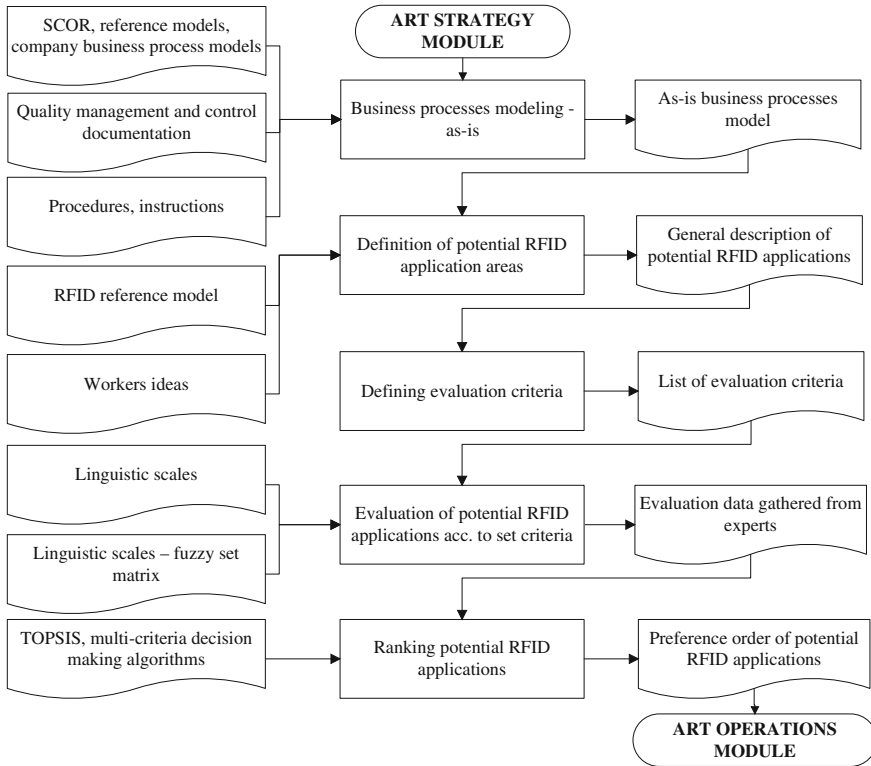 SCOR, reference models,
company business process models
ART STRATEGY
MODULE
Quality management and control
documentation
Business processes modeling -
as-is
As-is business processes
model
Procedures, instructions
Definition of potential RFID
application areas
General description of
potential RFID applications
RFID reference model
Workers ideas
Defining evaluation criteria
List of evaluation criteria
Linguistic scales
Evaluation of potential RFID
applications acc. to set criteria
Evaluation data gathered from
experts
Linguistic scales – fuzzy set
matrix
TOPSIS, multi-criteria decision
making algorithms
Ranking potential RFID
applications
Preference order of potential
RFID applications
ART OPERATIONS
MODULE